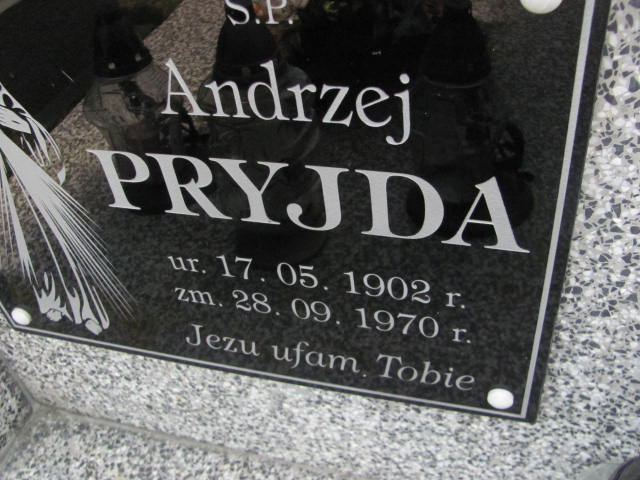 Ś.P.
Andrzej
PRYJDA
ur. 17. 05. 1902 r.
zm. 28. 09. 1970 r.
Jezu ufam Tobie